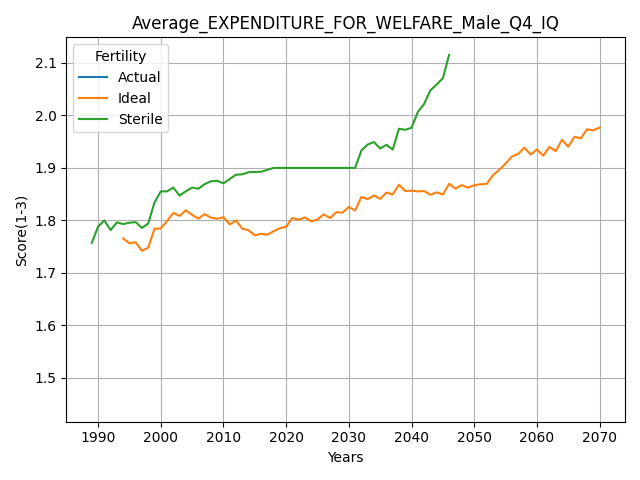 Average_EXPENDITURE_FOR_WELFARE_Male_Q4_IQ
Fertility
Actual
Ideal
Sterile
Score(1-3)
2.1
2.0
1.9
1.8
1.7
1.6
1.5
1990 2000 2010 2020 2030 2040 2050 2060 2070
Years